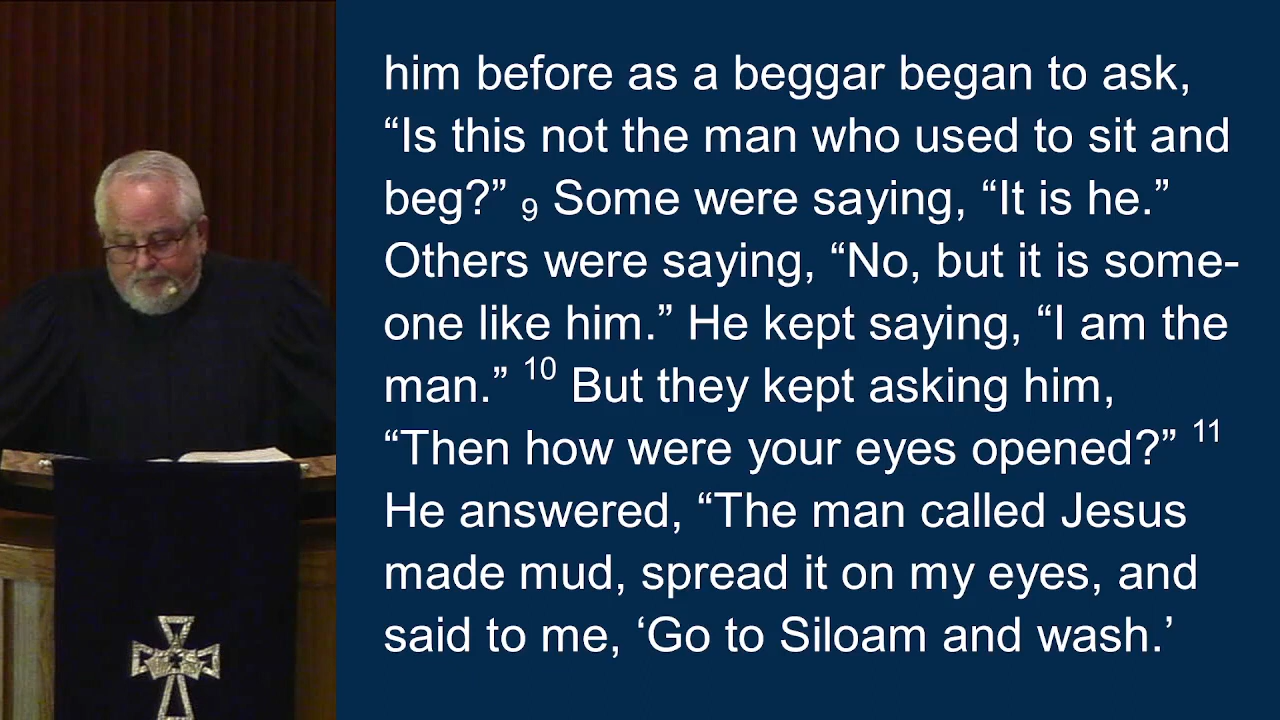 him before as a beggar began to ask,
“Is this not the man who used to sit and
beg?” 9 Some were saying, “It is he.”
Others were saying, “No, but it is some-
one like him.” He kept saying, “I am the
man.” 10 But they kept asking him,
“Then how were your eyes opened?” 11
He answered, “The man called Jesus
made mud, spread it on my eyes, and
said to me, ‘Go to Siloam and wash.’